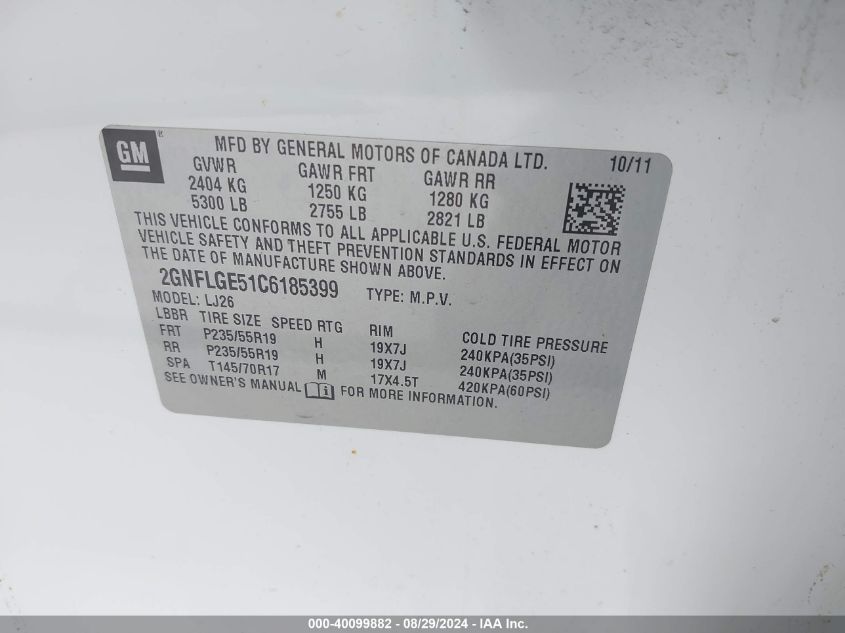 GM ®
MFD BY GENERAL MOTORS OF CANADA LTD. 10/11
GVWR GAWR FRT GAWR RR
2404 KG 1250 KG 1280 KG
5300 LB 2755 LB 2821 LB
THIS VEHICLE CONFORMS TO ALL APPLICABLE U.S. FEDERAL MOTOR
VEHICLE SAFETY AND THEFT PREVENTION STANDARDS IN EFFECT ON
THE DATE OF MANUFACTURE SHOWN ABOVE.
2GNFLGE51C6185399 TYPE: M.P.V.
MODEL: LJ26
LBBR TIRE SIZE SPEED RTG RIM COLD TIRE PRESSURE
FRT P235/55R19 H 19X7J 240KPA(35PSI)
RR P235/55R19 H 19X7J 240KPA(35PSI)
SPA T145/70R17 M 17X4.5T 420KPA(60PSI)
SEE OWNER'S MANUAL i FOR MORE INFORMATION.
000-40099882 - 08/29/2024 - IAA Inc.